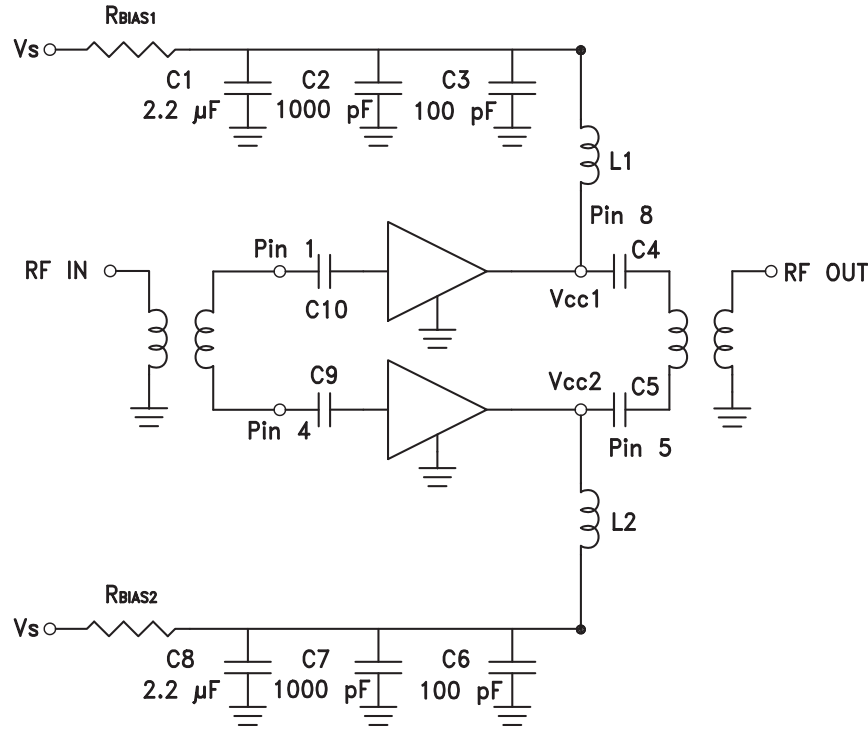 RBIAS1
Vs
C1 C2 C3
2.2 µF 1000 pF 100 pF
L1
Pin 8
Pin 1 C4
RF IN RF OUT
C10 Vcc1
C9 Vcc2 C5
Pin 4 Pin 5
L2
RBIAS2
Vs
C8 C7 C6
2.2 µF 1000 pF 100 pF